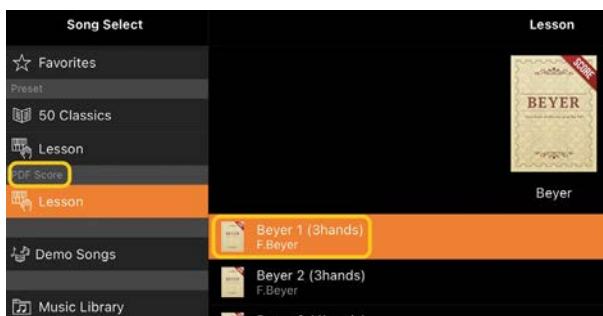 Song Select
Favorites
Preset
50 Classics
Lesson
PDF Score
Lesson
Demo Songs
Music Library
Lesson
SCORE
BEYER
Beyer
Beyer 1 (3hands)
F.Beyer
Beyer 2 (3hands)
F.Beyer